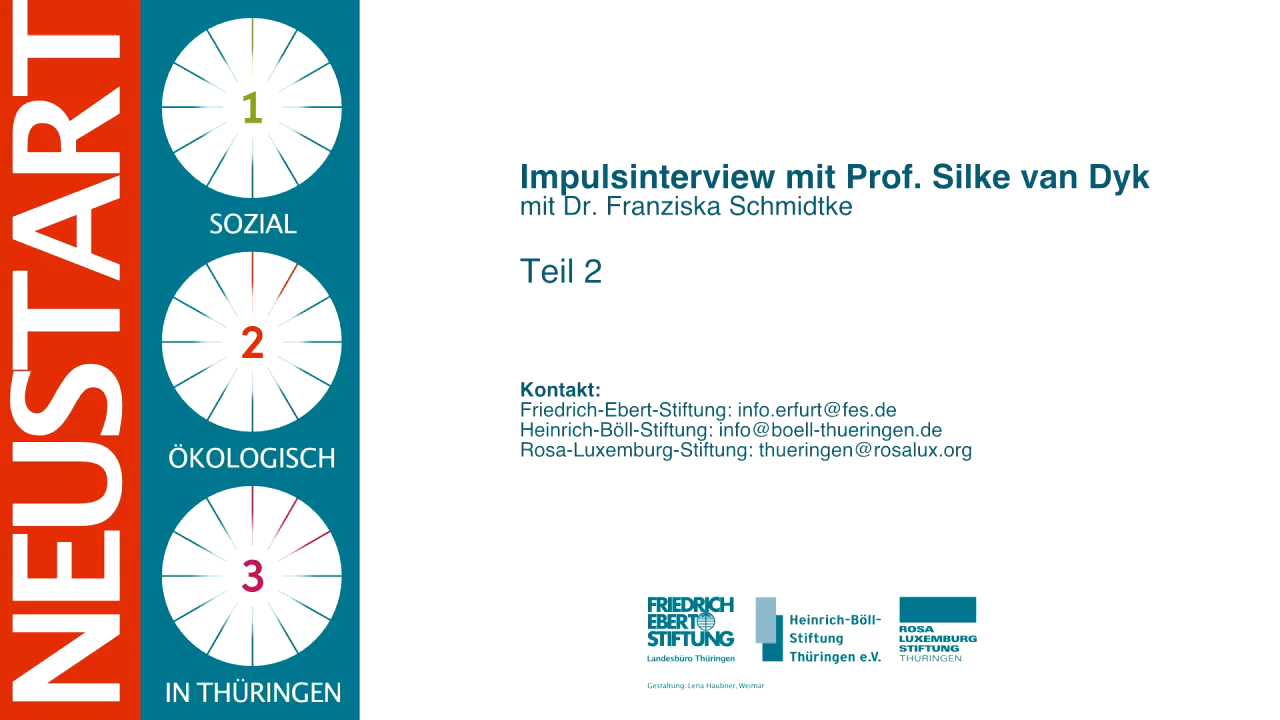 NEUSTART
1
SOZIAL
2
ÖKOLOGISCH
3
IN THÜRINGEN
Impulsinterview mit Prof. Silke van Dyk
mit Dr. Franziska Schmidtke
Teil 2
Kontakt:
Friedrich-Ebert-Stiftung: info.erfurt@fes.de
Heinrich-Böll-Stiftung: info@boell-thueringen.de
Rosa-Luxemburg-Stiftung: thueringen@rosalux.org
FRIEDRICH
EBERT
STIFTUNG
Landesbüro Thüringen
Heinrich-Böll-
Stiftung
Thüringen e.V.
ROSA
LUXEMBURG
STIFTUNG
THÜRINGEN
Gestaltung: Lena Haubner, Weimar